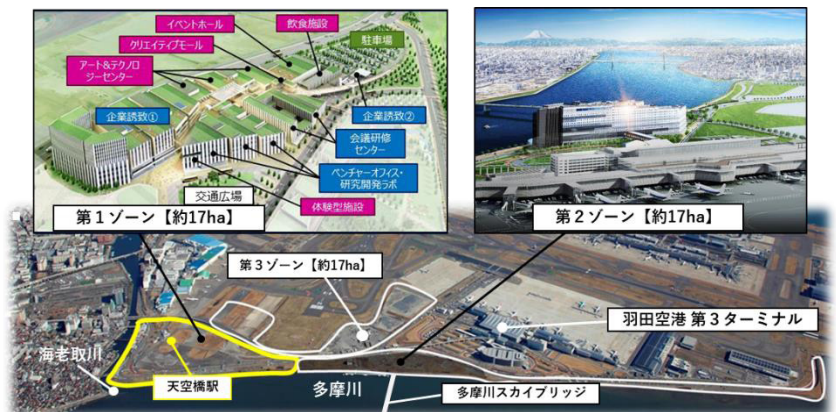 イベントホール
飲食施設
クリエイティブモール
駐車場
アート&テクノロ
ジーセンター
企業誘致①
企業誘致②
会議研修
センター
ベンチャーオフィス・
研究開発ラボ
交通広場
体験型施設
第1ゾーン【約17ha】
第2ゾーン【約17ha】
第3ゾーン【約17ha】
羽田空港 第3ターミナル
海老取川
天空橋駅
多摩川
多摩川スカイブリッジ